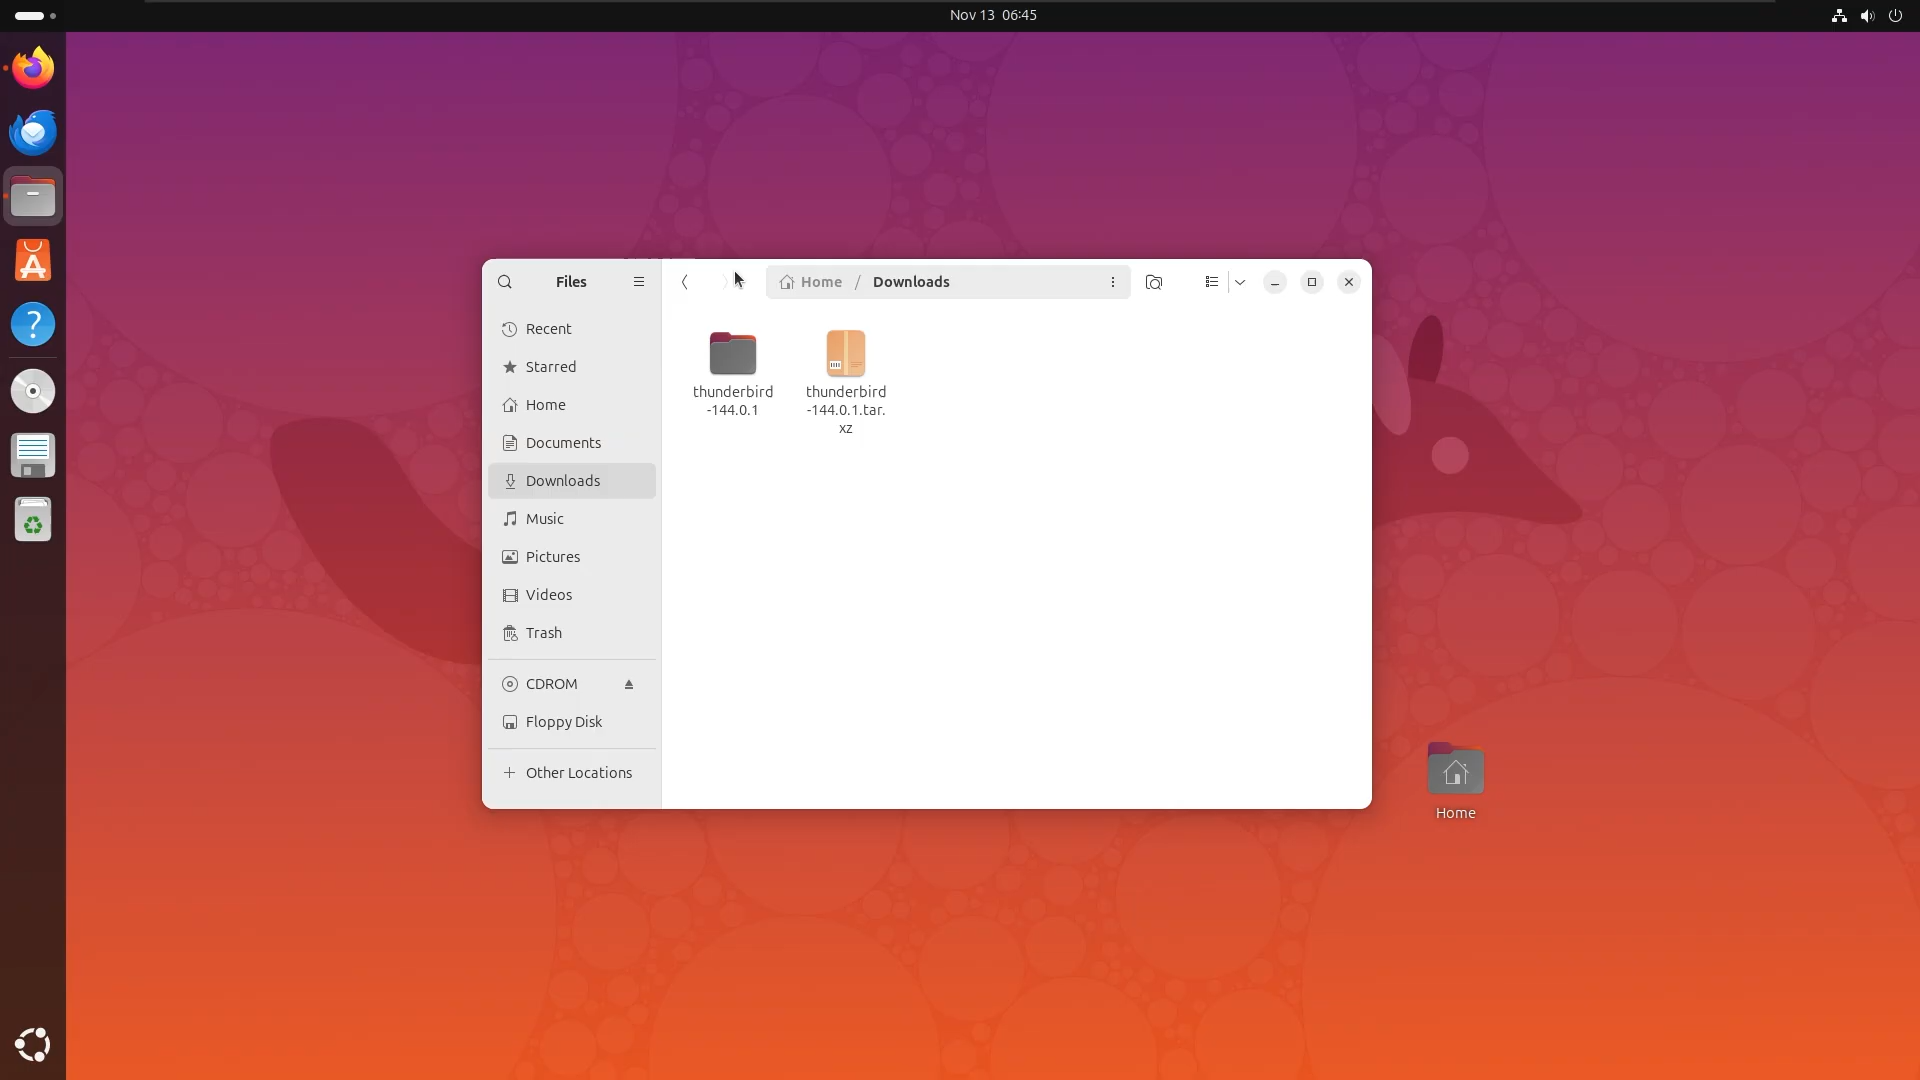 Nov 13 06:45
Files
Home / Downloads
Recent
Starred
Home
Documents
Downloads
Music
Pictures
Videos
Trash
CDROM
Floppy Disk
Other Locations
thunderbird
-144.0.1
thunderbird
-144.0.1.tar.
xz
Home